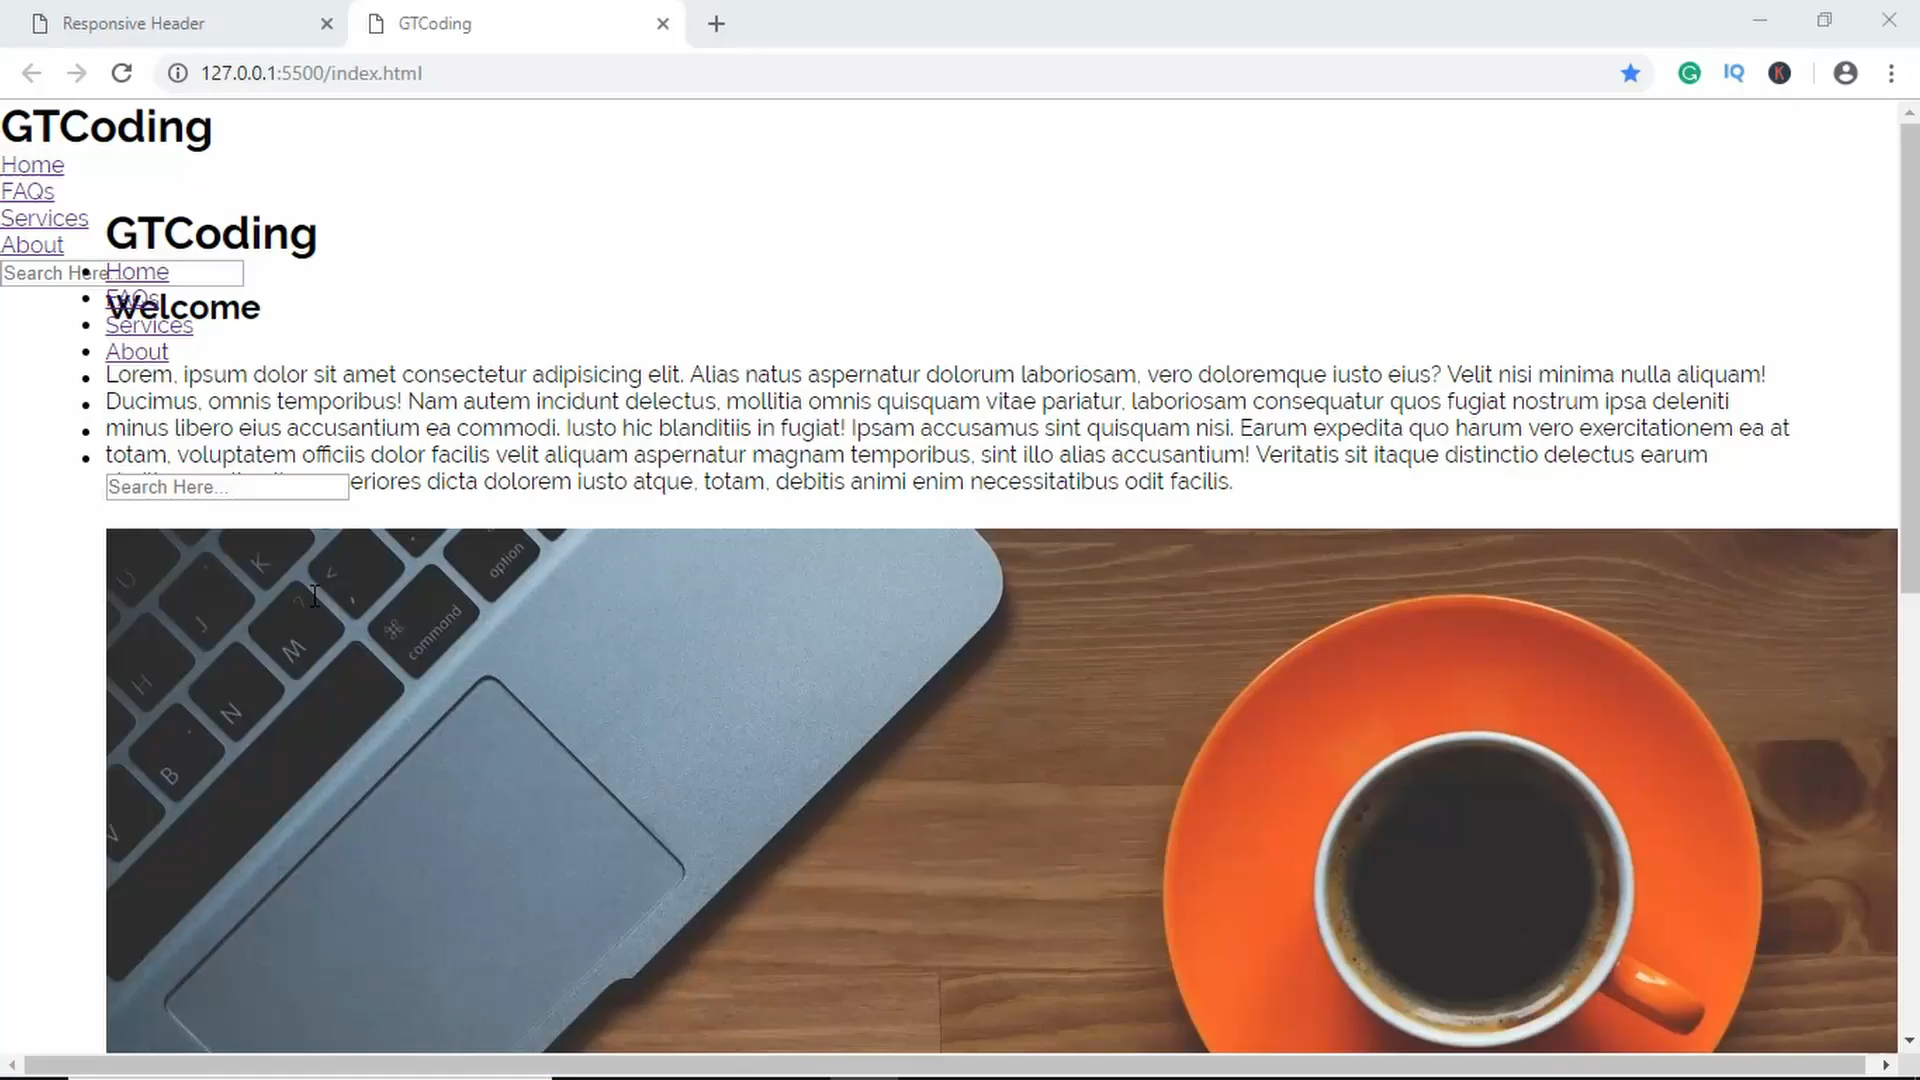 Responsive Header
GTCoding
127.0.0.1:5500/index.html
IQ
K
GTCoding
Home
FAQs
Services
About
Search Here...
GTCoding
Home
FAQs
Welcome
Services
About
Lorem, ipsum dolor sit amet consectetur adipisicing elit. Alias natus aspernatur dolorum laboriosam, vero doloremque iusto eius? Velit nisi minima nulla aliquam!
Ducimus, omnis temporibus! Nam autem incidunt delectus, mollitia omnis quisquam vitae pariatur, laboriosam consequatur quos fugiat nostrum ipsa deleniti
minus libero eius accusantium ea commodi. Iusto hic blanditiis in fugiat! Ipsam accusamus sint quisquam nisi. Earum expedita quo harum vero exercitationem ea at
totam, voluptatem officiis dolor facilis velit aliquam aspernatur magnam temporibus, sint illo alias accusantium! Veritatis sit itaque distinctio delectus earum
eriores dicta dolorem iusto atque, totam, debitis animi enim necessitatibus odit facilis.
Search Here...
U
K
<
,
option
J
?
M
⌘
command
H
N
B
V